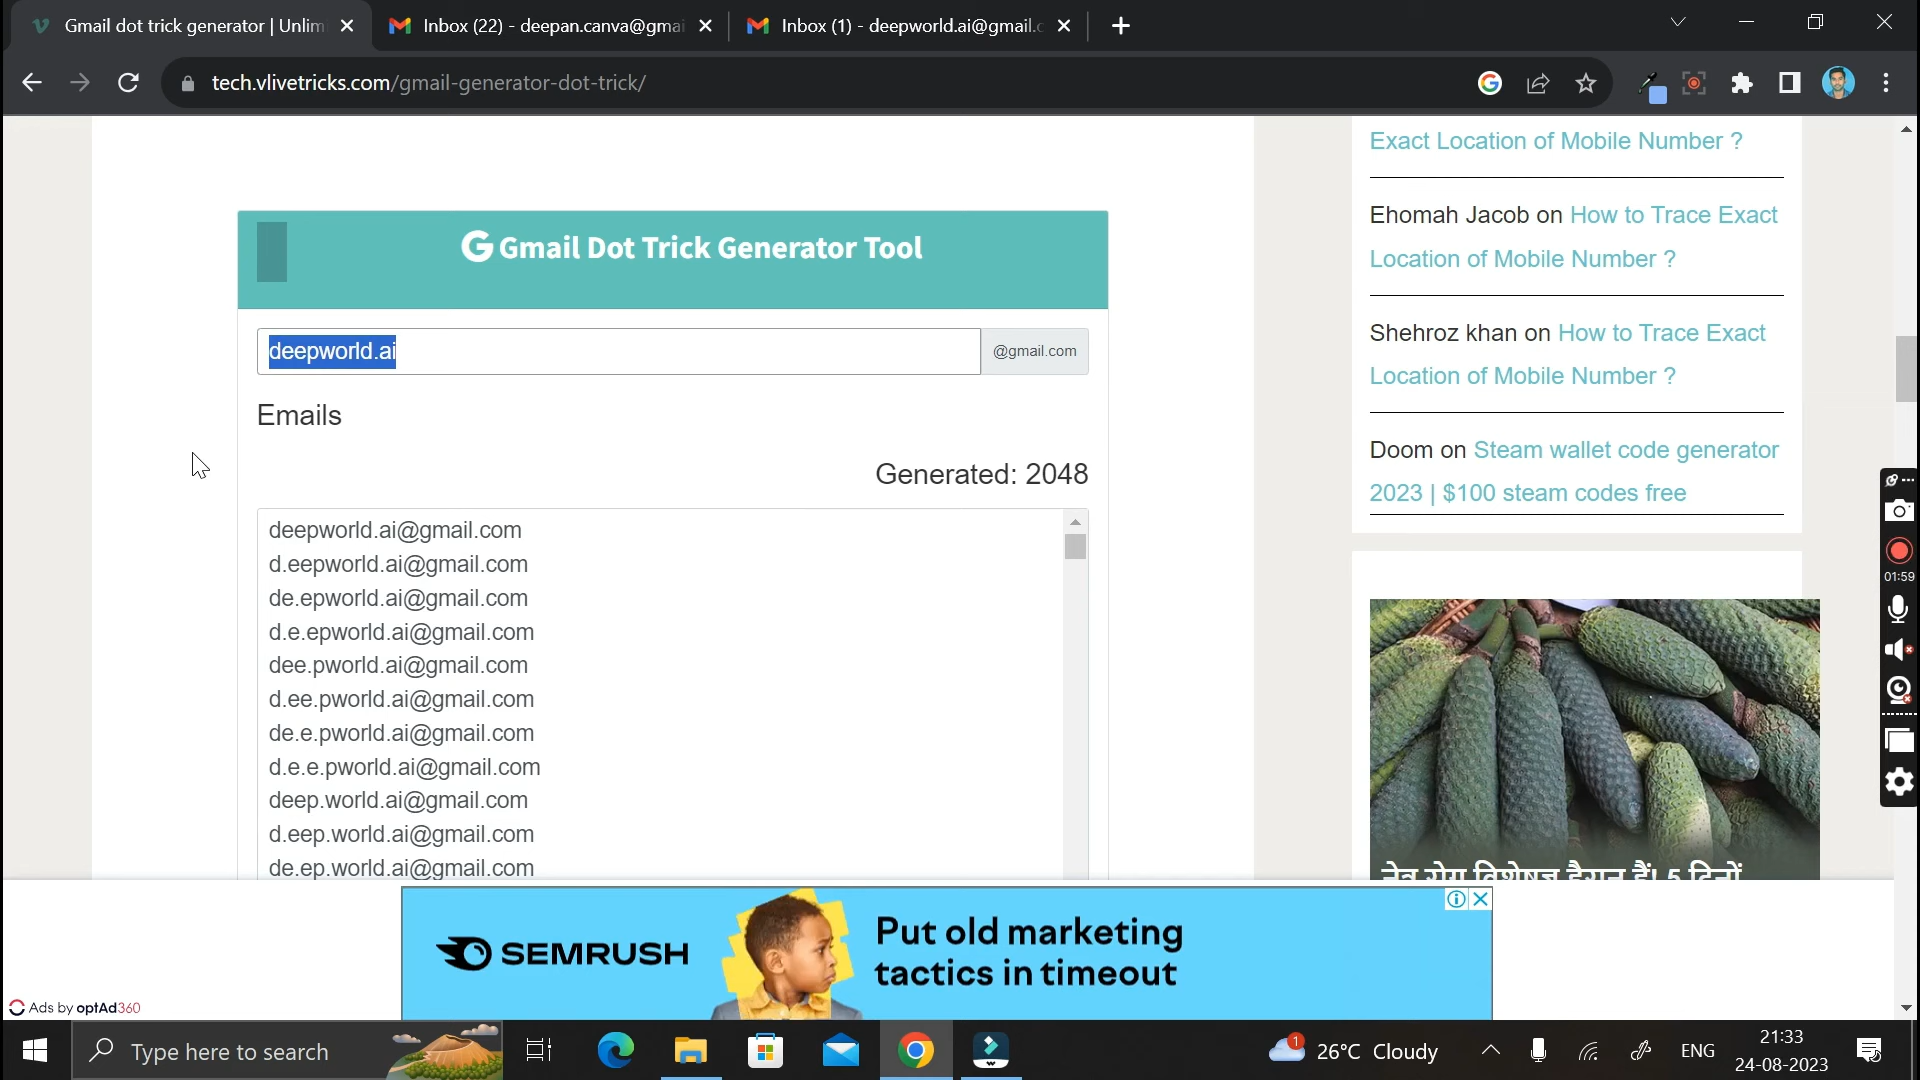 Gmail dot trick generator | Unlim
Inbox (22) - deepan.canva@gmai
Inbox (1) - deepworld.ai@gmail.c
tech.vlivetricks.com/gmail-generator-dot-trick/
Gmail Dot Trick Generator Tool
deepworld.ai
@gmail.com
Emails
Generated: 2048
deepworld.ai@gmail.com
d.eepworld.ai@gmail.com
de.epworld.ai@gmail.com
d.e.epworld.ai@gmail.com
dee.pworld.ai@gmail.com
d.ee.pworld.ai@gmail.com
de.e.pworld.ai@gmail.com
d.e.e.pworld.ai@gmail.com
deep.world.ai@gmail.com
d.eep.world.ai@gmail.com
de.ep.world.ai@gmail.com
Exact Location of Mobile Number ?
Ehomah Jacob on How to Trace Exact
Location of Mobile Number ?
Shehroz khan on How to Trace Exact
Location of Mobile Number ?
Doom on Steam wallet code generator
2023 | $100 steam codes free
01:59
SEMRUSH
Put old marketing
tactics in timeout
Ads by optAd360
Type here to search
1
26°C Cloudy
ENG
21:33
24-08-2023